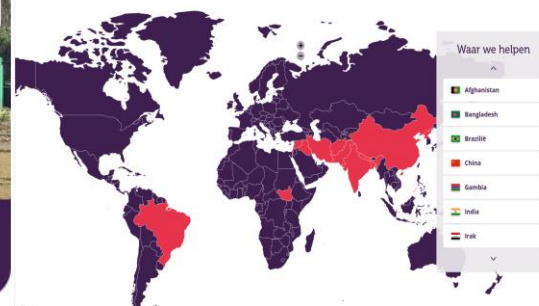 Waar we helpen
Afghanistan
Bangladesh
Brazilië
China
Gambia
India
Irak